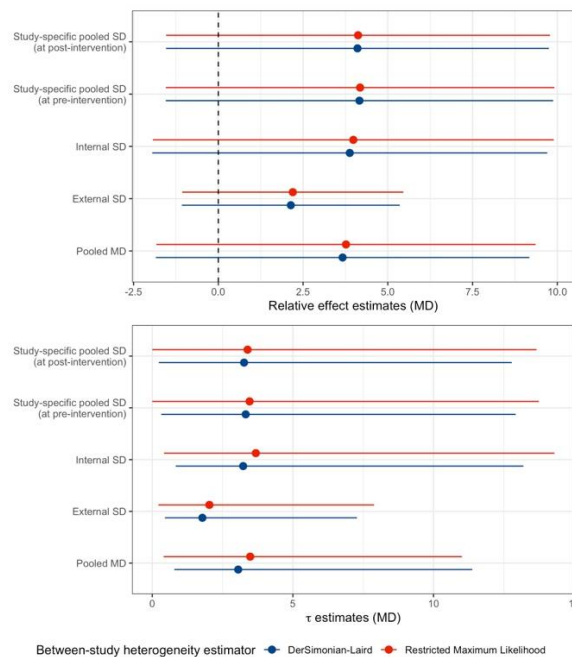 Study-specific pooled SD
(at post-intervention)
Study-specific pooled SD
(at pre-intervention)
Internal SD
External SD
Pooled MD
-2.5 0.0 2.5 5.0 7.5 10.0
Relative effect estimates (MD)
Study-specific pooled SD
(at post-intervention)
Study-specific pooled SD
(at pre-intervention)
Internal SD
External SD
Pooled MD
0 5 10 15
τ estimates (MD)
Between-study heterogeneity estimator DerSimonian-Laird Restricted Maximum Likelihood